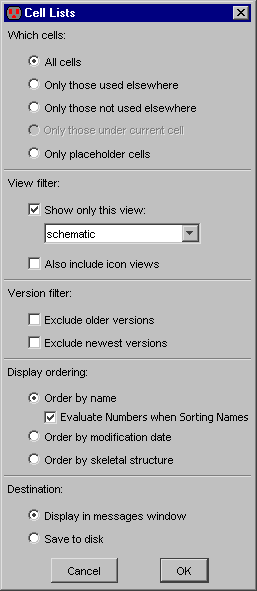 Cell Lists
Which cells:
All cells
Only those used elsewhere
Only those not used elsewhere
Only those under current cell
Only placeholder cells
View filter:
Show only this view:
schematic
Also include icon views
Version filter:
Exclude older versions
Exclude newest versions
Display ordering:
Order by name
Evaluate Numbers when Sorting Names
Order by modification date
Order by skeletal structure
Destination:
Display in messages window
Save to disk
Cancel OK